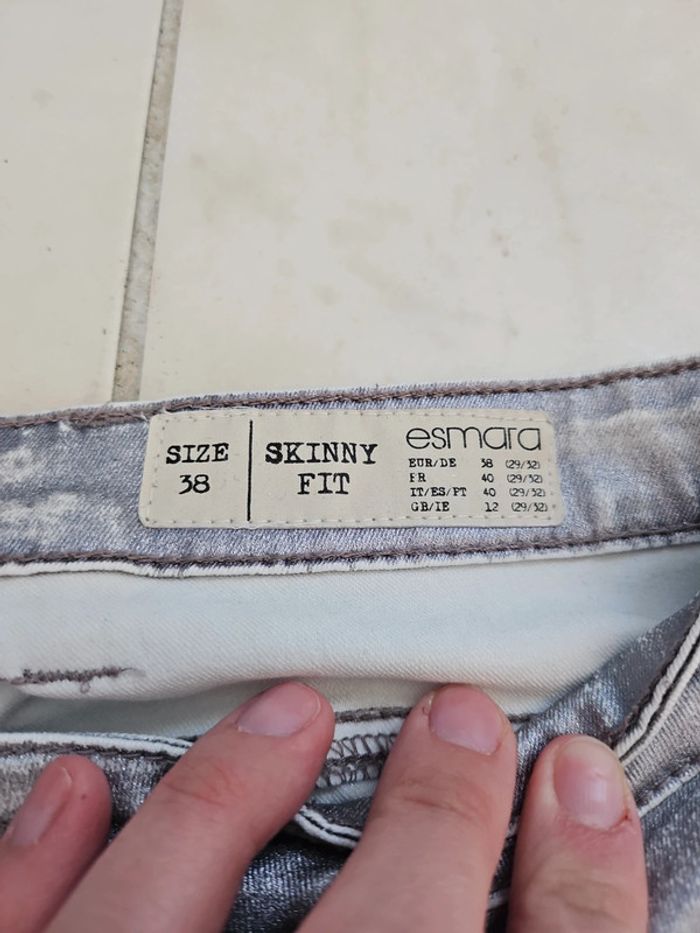 SIZE
38
SKINNY
FIT
esmara
EUR/DE 38 (29/32)
FR 40 (29/32)
IT/ES/PT 40 (29/32)
GB/IE 12 (29/32)